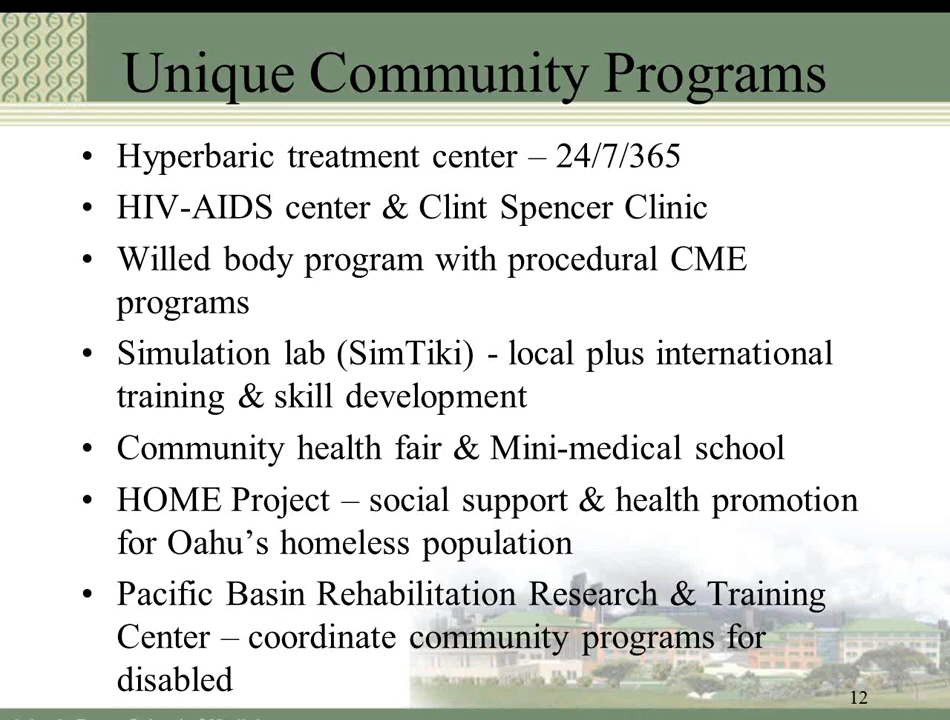 Unique Community Programs
• Hyperbaric treatment center – 24/7/365
• HIV-AIDS center & Clint Spencer Clinic
• Willed body program with procedural CME
programs
• Simulation lab (SimTiki) - local plus international
training & skill development
• Community health fair & Mini-medical school
• HOME Project – social support & health promotion
for Oahu’s homeless population
• Pacific Basin Rehabilitation Research & Training
Center – coordinate community programs for
disabled
12